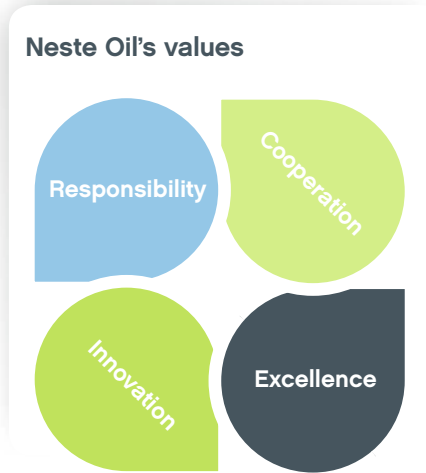 Neste Oil's values
Responsibility
Cooperation
Innovation
Excellence